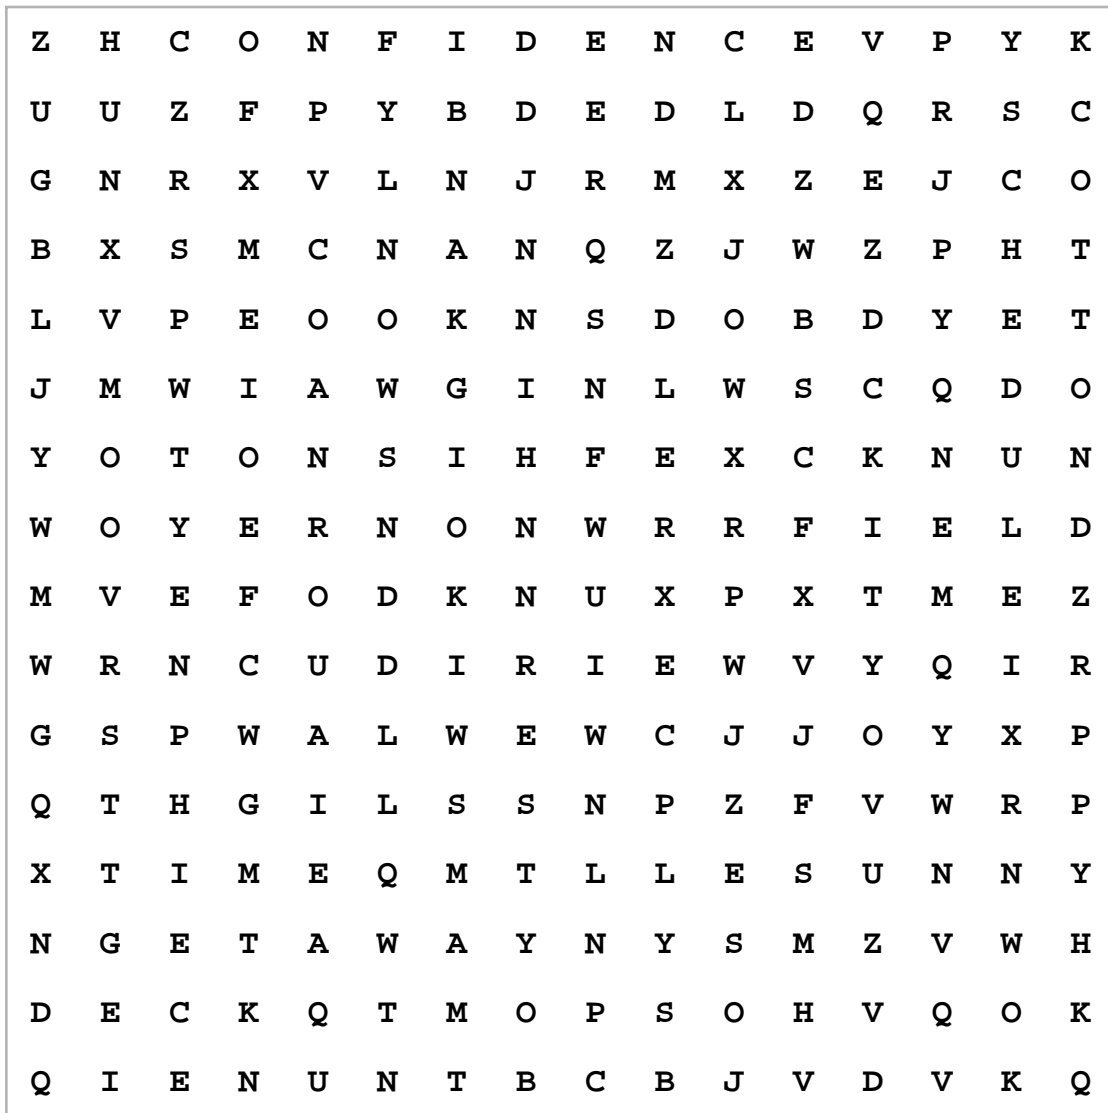 Z H C O N F I D E N C E V P Y K
U U Z F P Y B D E D L D Q R S C
G N R X V L N J R M X Z E J C O
B X S M C N A N Q Z J W Z P H T
L V P E O O K N S D O B D Y E T
J M W I A W G I N L W S C Q D O
Y O T O N S I H F E X C K N U N
W O Y E R N O N W R R F I E L D
M V E F O D K N U X P X T M E Z
W R N C U D I R I E W V Y Q I R
G S P W A L W E W C J J O Y X P
Q T H G I L S S N P Z F V W R P
X T I M E Q M T L L E S U N N Y
N G E T A W A Y N Y S M Z V W H
D E C K Q T M O P S O H V Q O K
Q I E N U N T B C B J V D V K Q